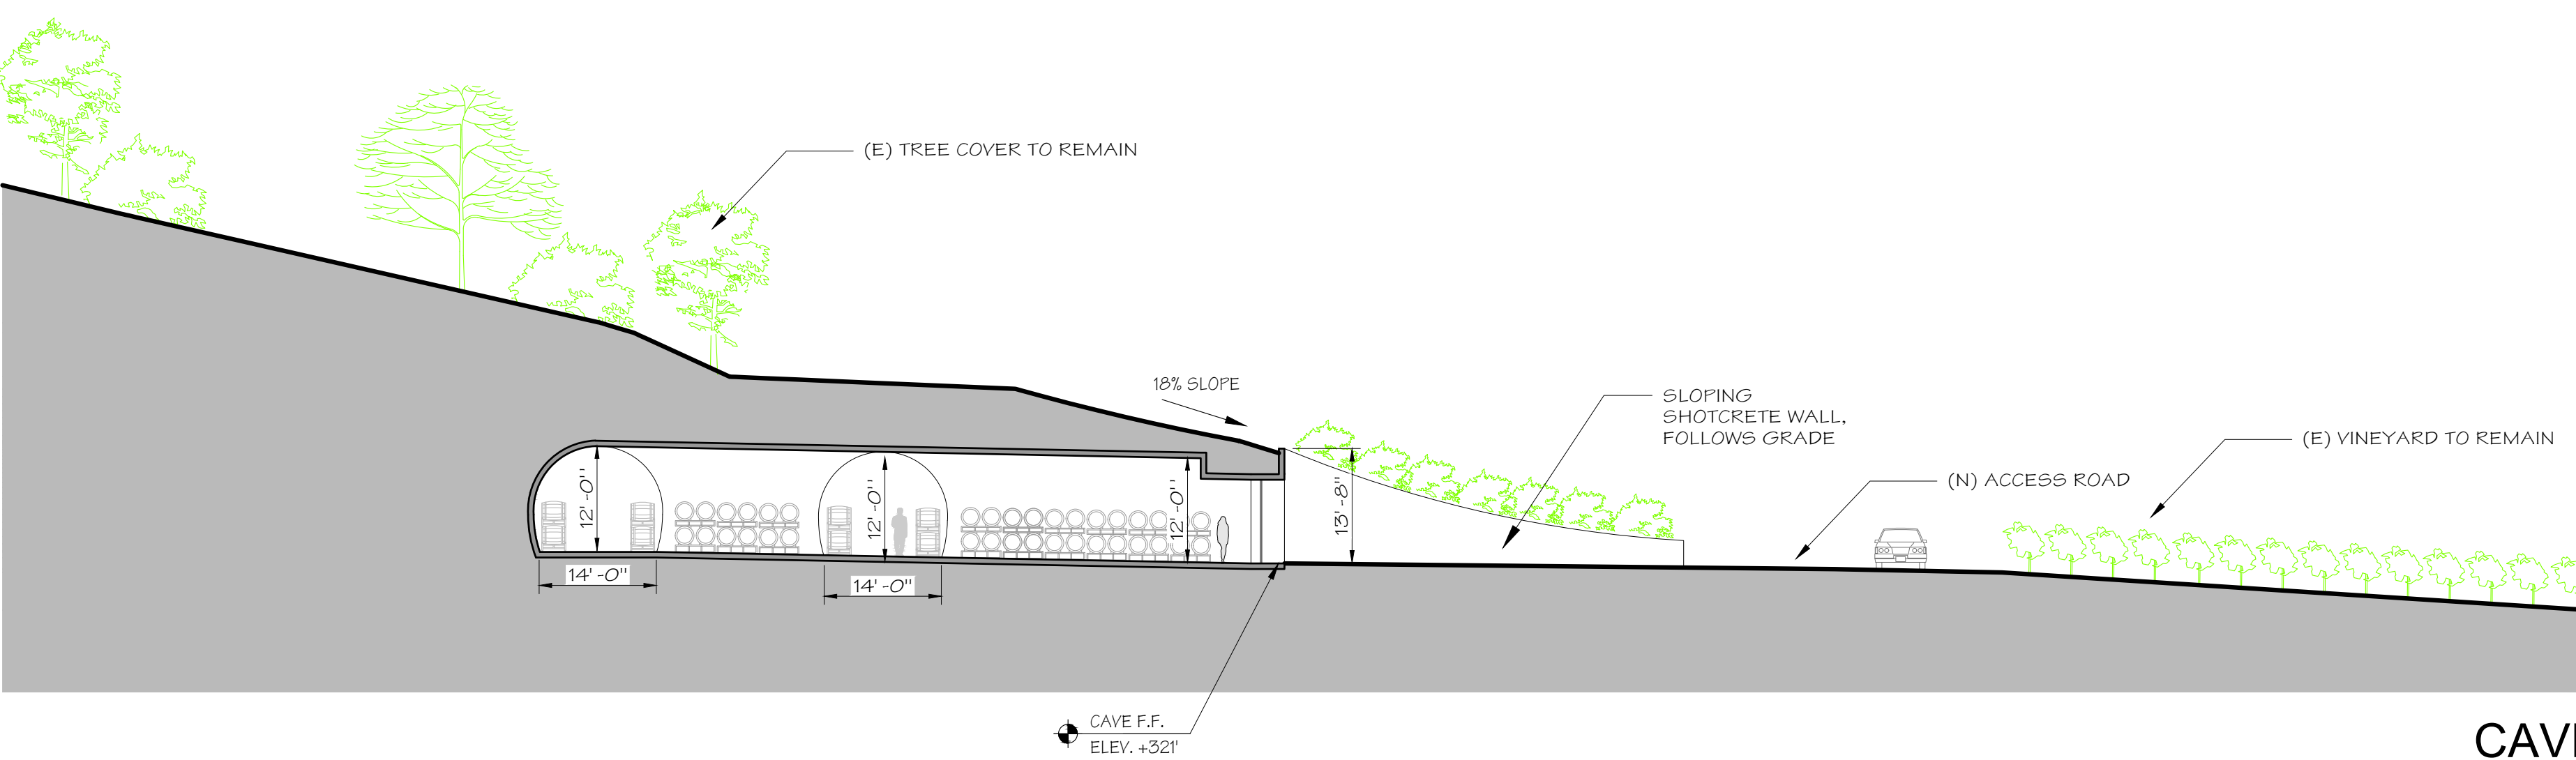 (E) TREE COVER TO REMAIN
18% SLOPE
SLOPING
SHOTCRETE WALL,
FOLLOWS GRADE
(E) VINEYARD TO REMAIN
(N) ACCESS ROAD
12'-0"
12'-0"
12'-0"
13'-8"
14'-0"
14'-0"
CAVE F.F.
ELEV. +321'